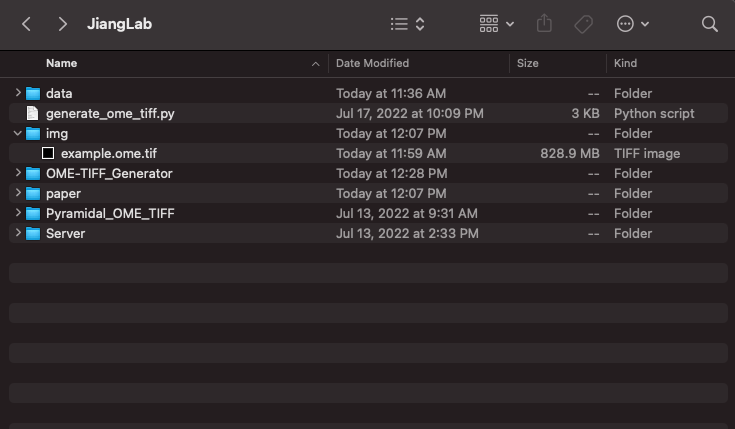 JiangLab
Name Date Modified Size Kind
data Today at 11:36 AM -- Folder
generate_ome_tiff.py Jul 17, 2022 at 10:09 PM 3 KB Python script
img Today at 12:07 PM -- Folder
example.ome.tif Today at 11:59 AM 828.9 MB TIFF image
OME-TIFF_Generator Today at 12:28 PM -- Folder
paper Today at 12:07 PM -- Folder
Pyramidal_OME_TIFF Jul 13, 2022 at 9:31 AM -- Folder
Server Jul 13, 2022 at 2:33 PM -- Folder